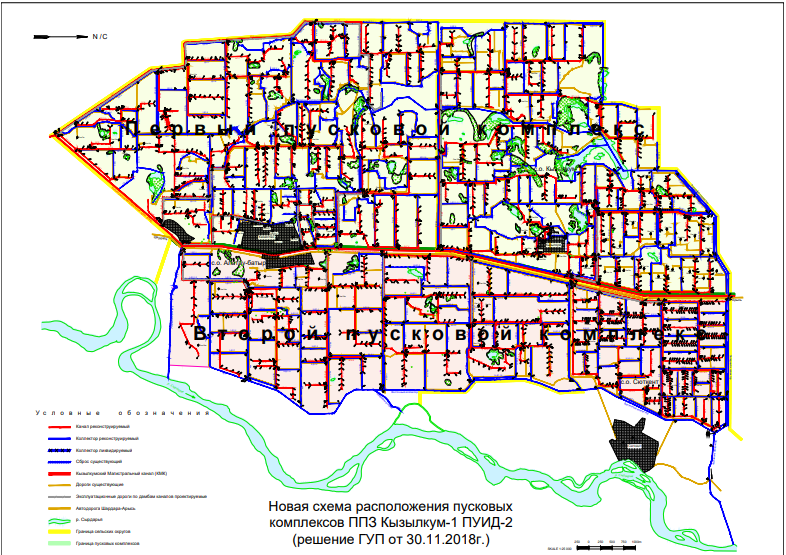 N /С
Первый пусковой комплекс
с.о. Алатау-батыр
Второй пусковой комплекс
с.о. Сюткент
Условные обозначения
Канал реконструируемый
Коллектор реконструируемый
Коллектор ликвидируемый
Сброс существующий
Кызылкумский Магистральный канал (КМК)
Дороги существующие
Эксплуатационные дороги по дамбам каналов проектируемые
Автодорога Шардара-Арысь
р. Сырдарья
Граница сельских округов
Граница пусковых комплексов
Новая схема расположения пусковых
комплексов ППЗ Кызылкум-1 ПУИД-2
(решение ГУП от 30.11.2018г.)